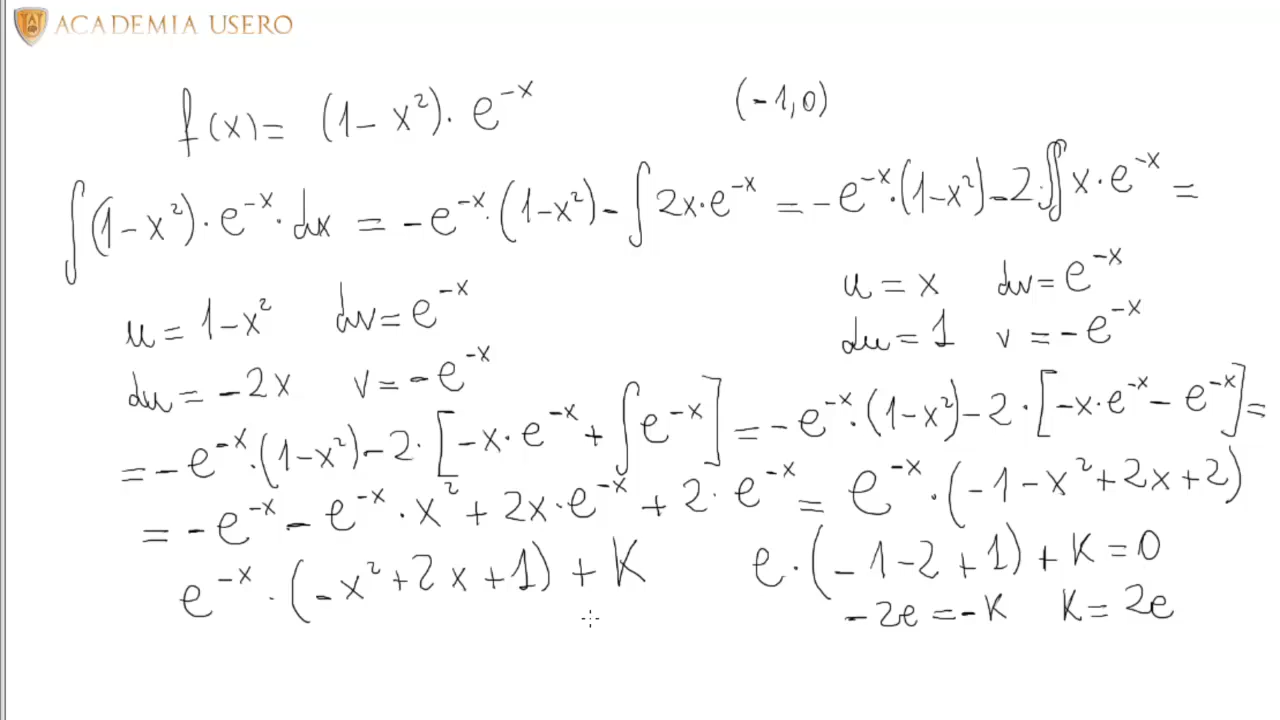 ACADEMIA USERO
f(x)= (1-x²)·e⁻ˣ (-1,0)
∫(1-x²)·e⁻ˣ·dx = -e⁻ˣ·(1-x²)-∫2x·e⁻ˣ = -e⁻ˣ·(1-x²)-2·∫x·e⁻ˣ =
u = 1-x² dv= e⁻ˣ u = x dv= e⁻ˣ
du = -2x v= -e⁻ˣ du= 1 v = -e⁻ˣ
= -e⁻ˣ·(1-x²)-2·[-x·e⁻ˣ+∫e⁻ˣ] = -e⁻ˣ·(1-x²)-2·[-x·e⁻ˣ-e⁻ˣ]=
= -e⁻ˣ-e⁻ˣ·x²+2x·e⁻ˣ+2·e⁻ˣ = e⁻ˣ·(-1-x²+2x+2)
e⁻ˣ·(-x²+2x+1)+K e·(-1-2+1)+K=0
-2e =-K K= 2e